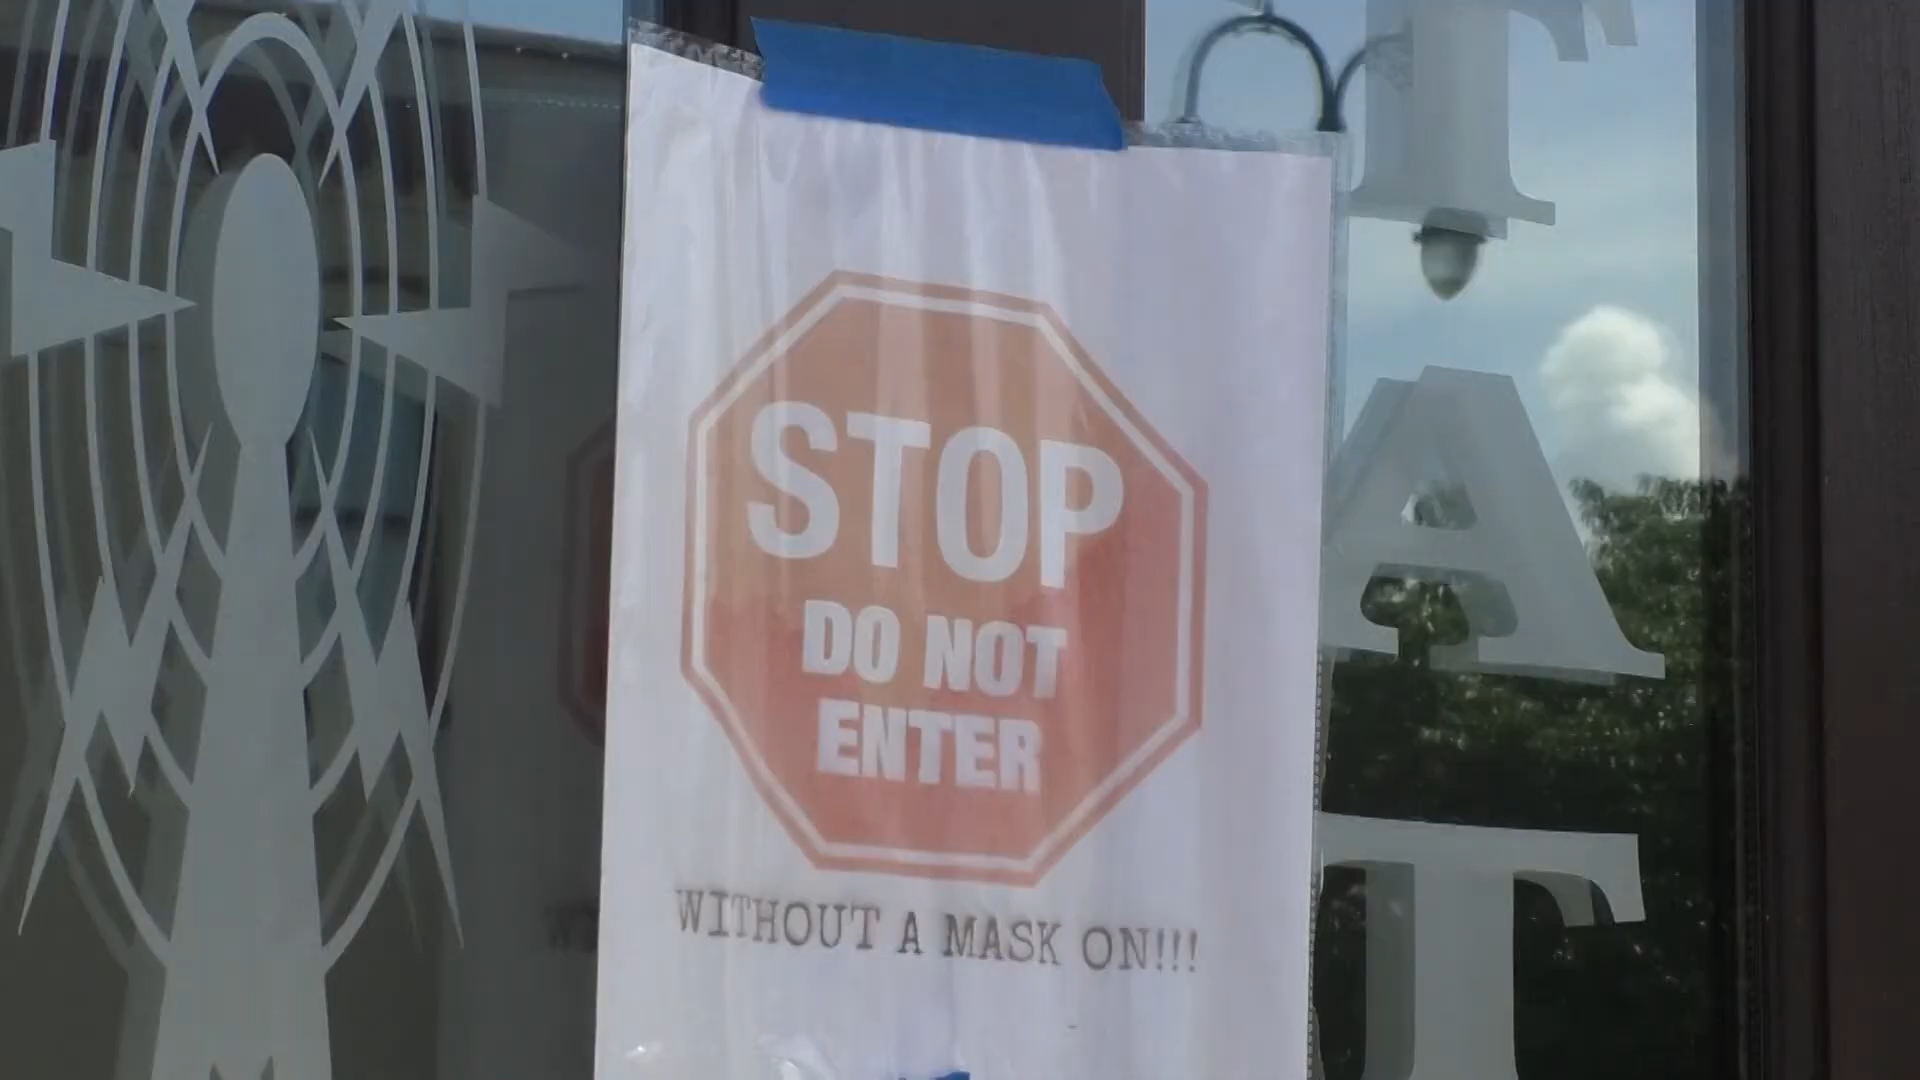 STOP
DO NOT
ENTER
WITHOUT A MASK ON!!!
T
A
T